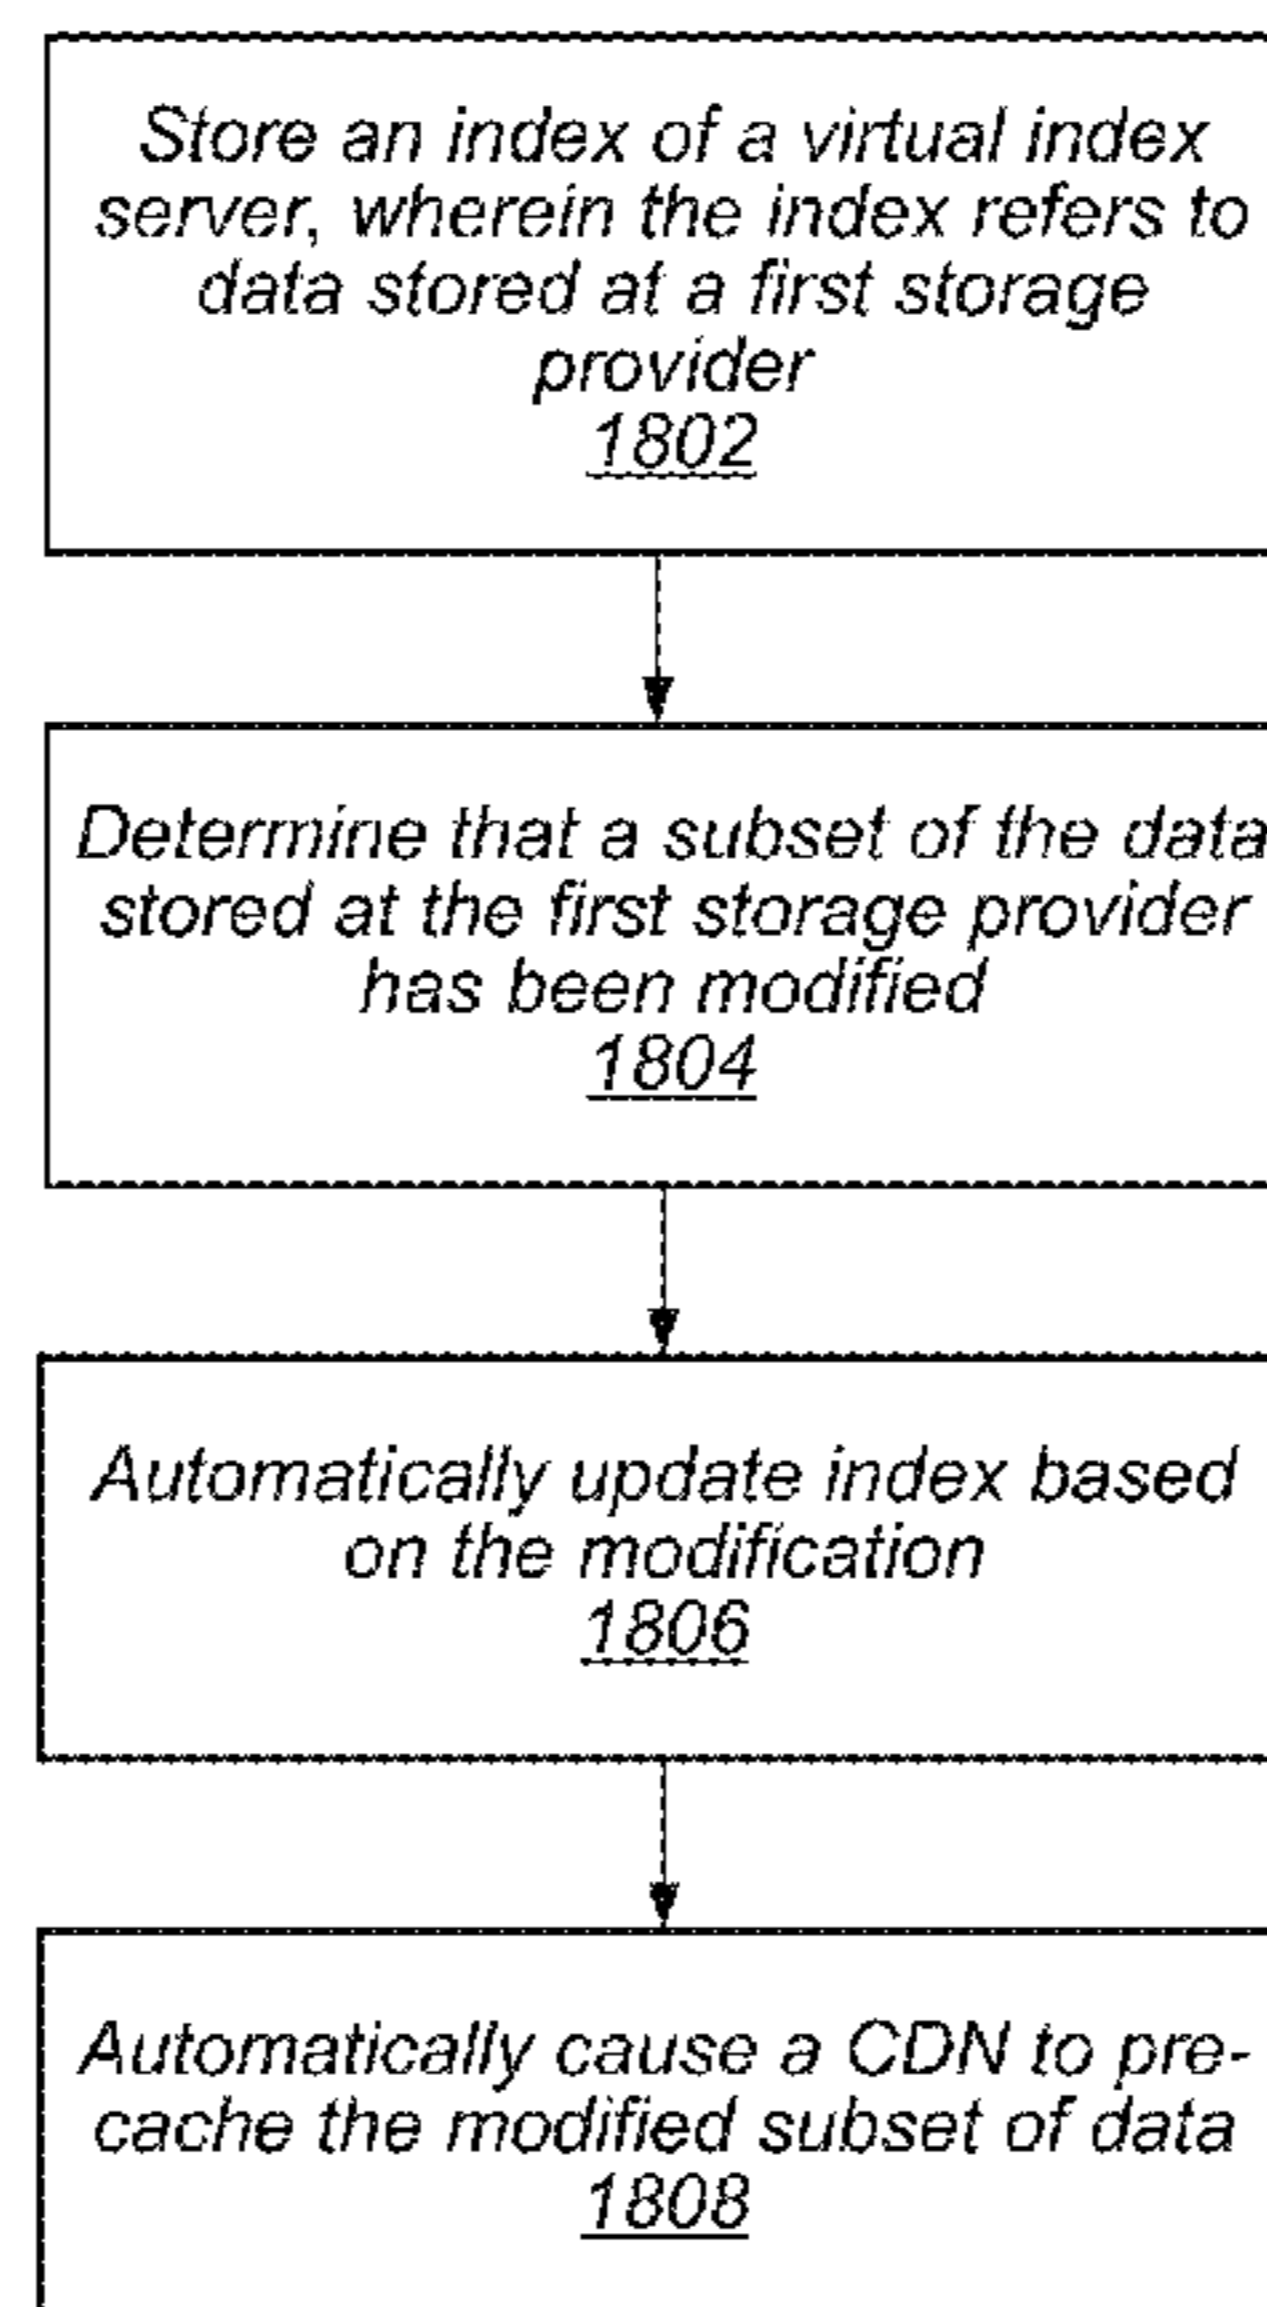 Store an index of a virtual index
server, wherein the index refers to
data stored at a first storage
provider
1802
Determine that a subset of the data
stored at the first storage provider
has been modified
1804
Automatically update index based
on the modification
1806
Automatically cause a CDN to pre-
cache the modified subset of data
1808